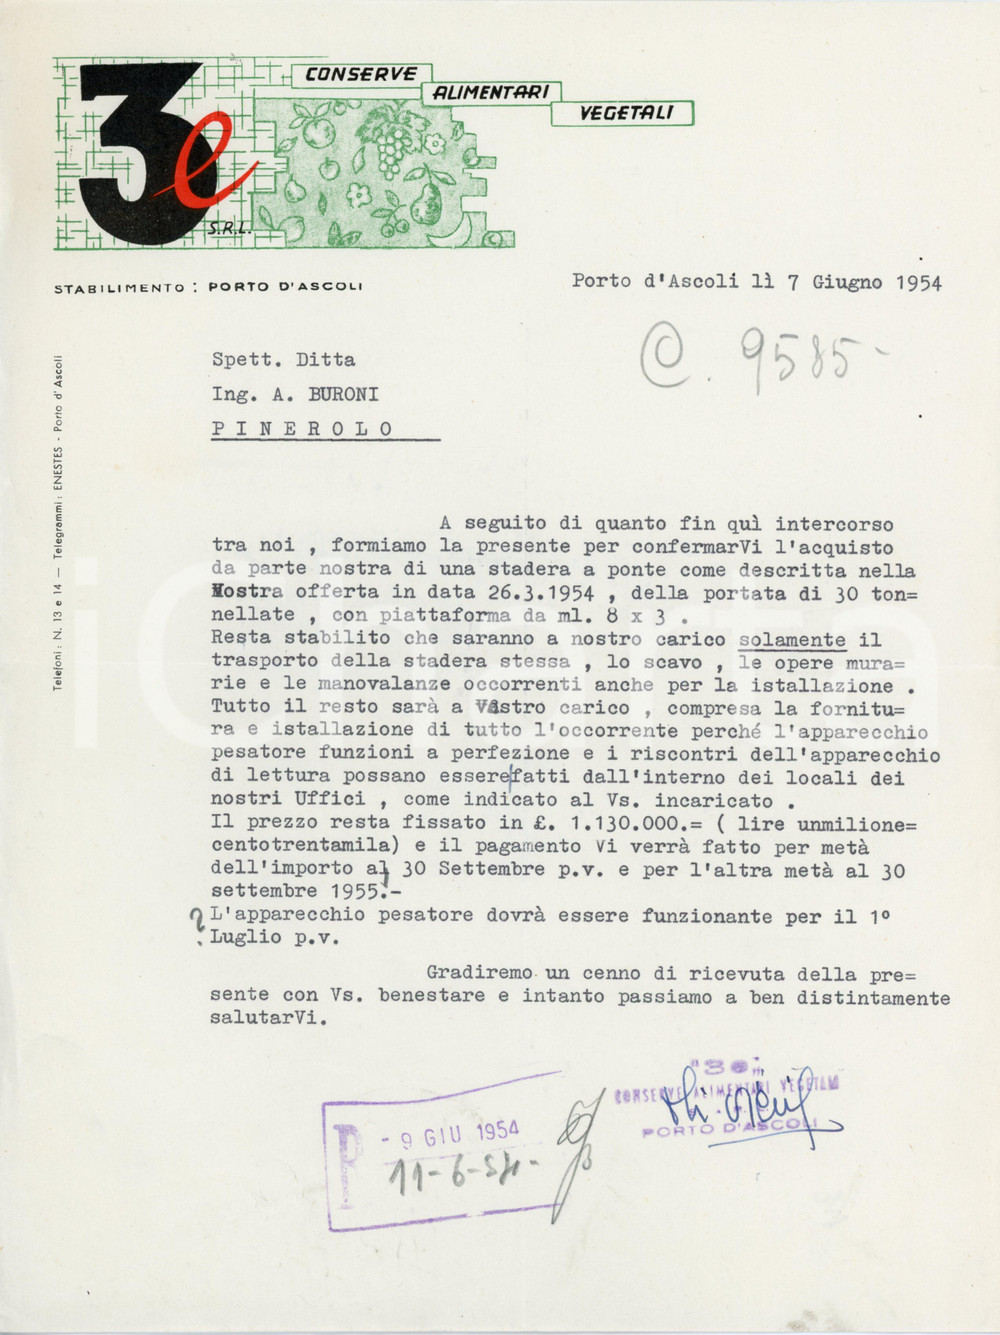 3e
S.R.L.
CONSERVE
ALIMENTARI
VEGETALI
STABILIMENTO : PORTO D'ASCOLI
Telefoni : N. 13 e 14 — Telegrammi : ENESTES - Porto d'Ascoli
Porto d'Ascoli lì 7 Giugno 1954
C. 9585-
Spett. Ditta
Ing. A. BURONI
PINEROLO
A seguito di quanto fin quì intercorso
tra noi , formiamo la presente per confermarVi l'acquisto
da parte nostra di una stadera a ponte come descritta nella
Vostra offerta in data 26.3.1954 , della portata di 30 ton=
nellate , con piattaforma da ml. 8 x 3 .
Resta stabilito che saranno a nostro carico solamente il
trasporto della stadera stessa , lo scavo , le opere mura=
rie e le manovalanze occorrenti anche per la istallazione .
Tutto il resto sarà a Vostro carico , compresa la fornitu=
ra e istallazione di tutto l'occorrente perché l'apparecchio
pesatore funzioni a perfezione e i riscontri dell'apparecchio
di lettura possano essere fatti dall'interno dei locali dei
nostri Uffici , come indicato al Vs. incaricato .
Il prezzo resta fissato in £. 1.130.000.= ( lire unmilione=
centotrentamila) e il pagamento Vi verrà fatto per metà
dell'importo al 30 Settembre p.v. e per l'altra metà al 30
settembre 1955.-
? L'apparecchio pesatore dovrà essere funzionante per il 1º
Luglio p.v.
Gradiremo un cenno di ricevuta della pre=
sente con Vs. benestare e intanto passiamo a ben distintamente
salutarVi.
"3e"
CONSERVE ALIMENTARI VEGETALI
PORTO D'ASCOLI
- 9 GIU 1954
11-6-54-
iCharta